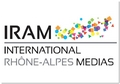 IRAM
INTERNATIONAL
RHÔNE-ALPES MEDIAS